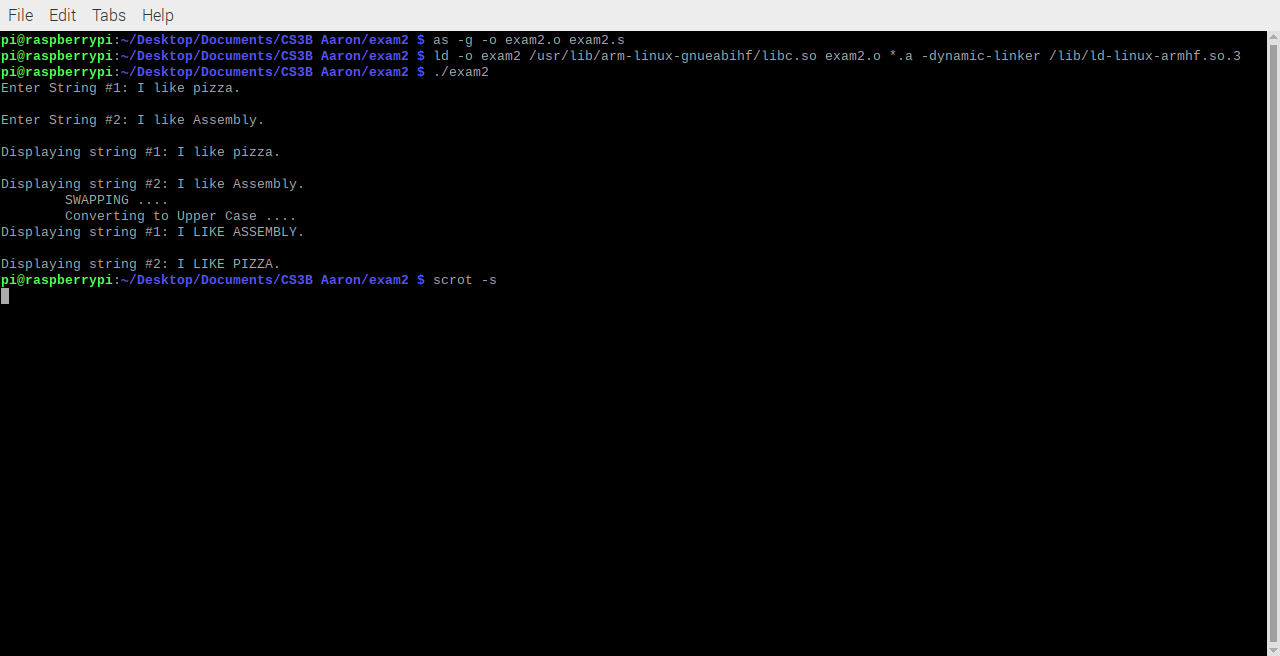 File Edit Tabs Help
pi@raspberrypi:~/Desktop/Documents/CS3B Aaron/exam2 $ as -g -o exam2.o exam2.s
pi@raspberrypi:~/Desktop/Documents/CS3B Aaron/exam2 $ ld -o exam2 /usr/lib/arm-linux-gnueabihf/libc.so exam2.o *.a -dynamic-linker /lib/ld-linux-armhf.so.3
pi@raspberrypi:~/Desktop/Documents/CS3B Aaron/exam2 $ ./exam2
Enter String #1: I like pizza.
Enter String #2: I like Assembly.
Displaying string #1: I like pizza.
Displaying string #2: I like Assembly.
SWAPPING ....
Converting to Upper Case ....
Displaying string #1: I LIKE ASSEMBLY.
Displaying string #2: I LIKE PIZZA.
pi@raspberrypi:~/Desktop/Documents/CS3B Aaron/exam2 $ scrot -s